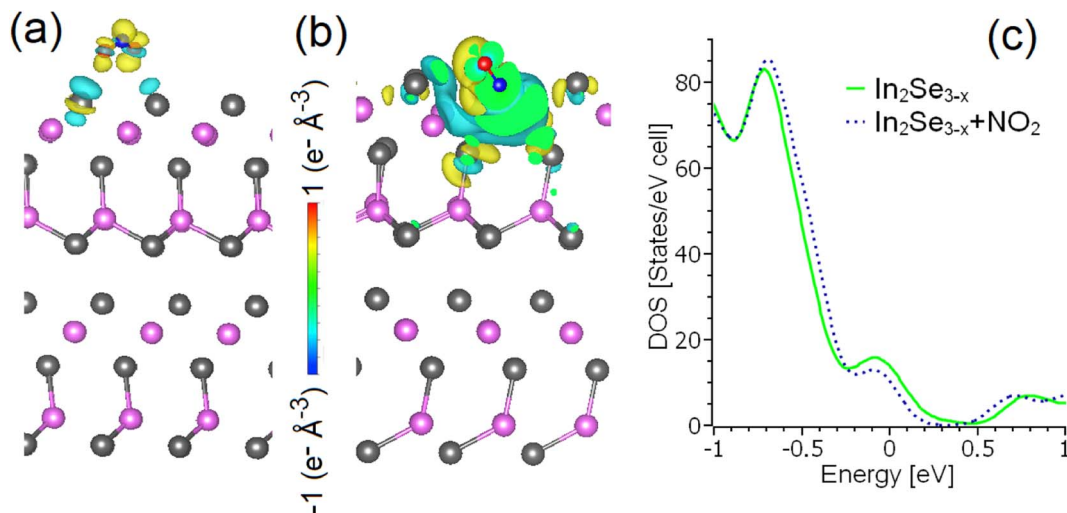 (a)
(b)
(c)
-1 (e⁻ Å⁻³)
1 (e⁻ Å⁻³)
DOS [States/eV cell]
80
60
40
20
0
In₂Se₃₋ₓ
In₂Se₃₋ₓ+NO₂
-1
-0.5
0
0.5
1
Energy [eV]